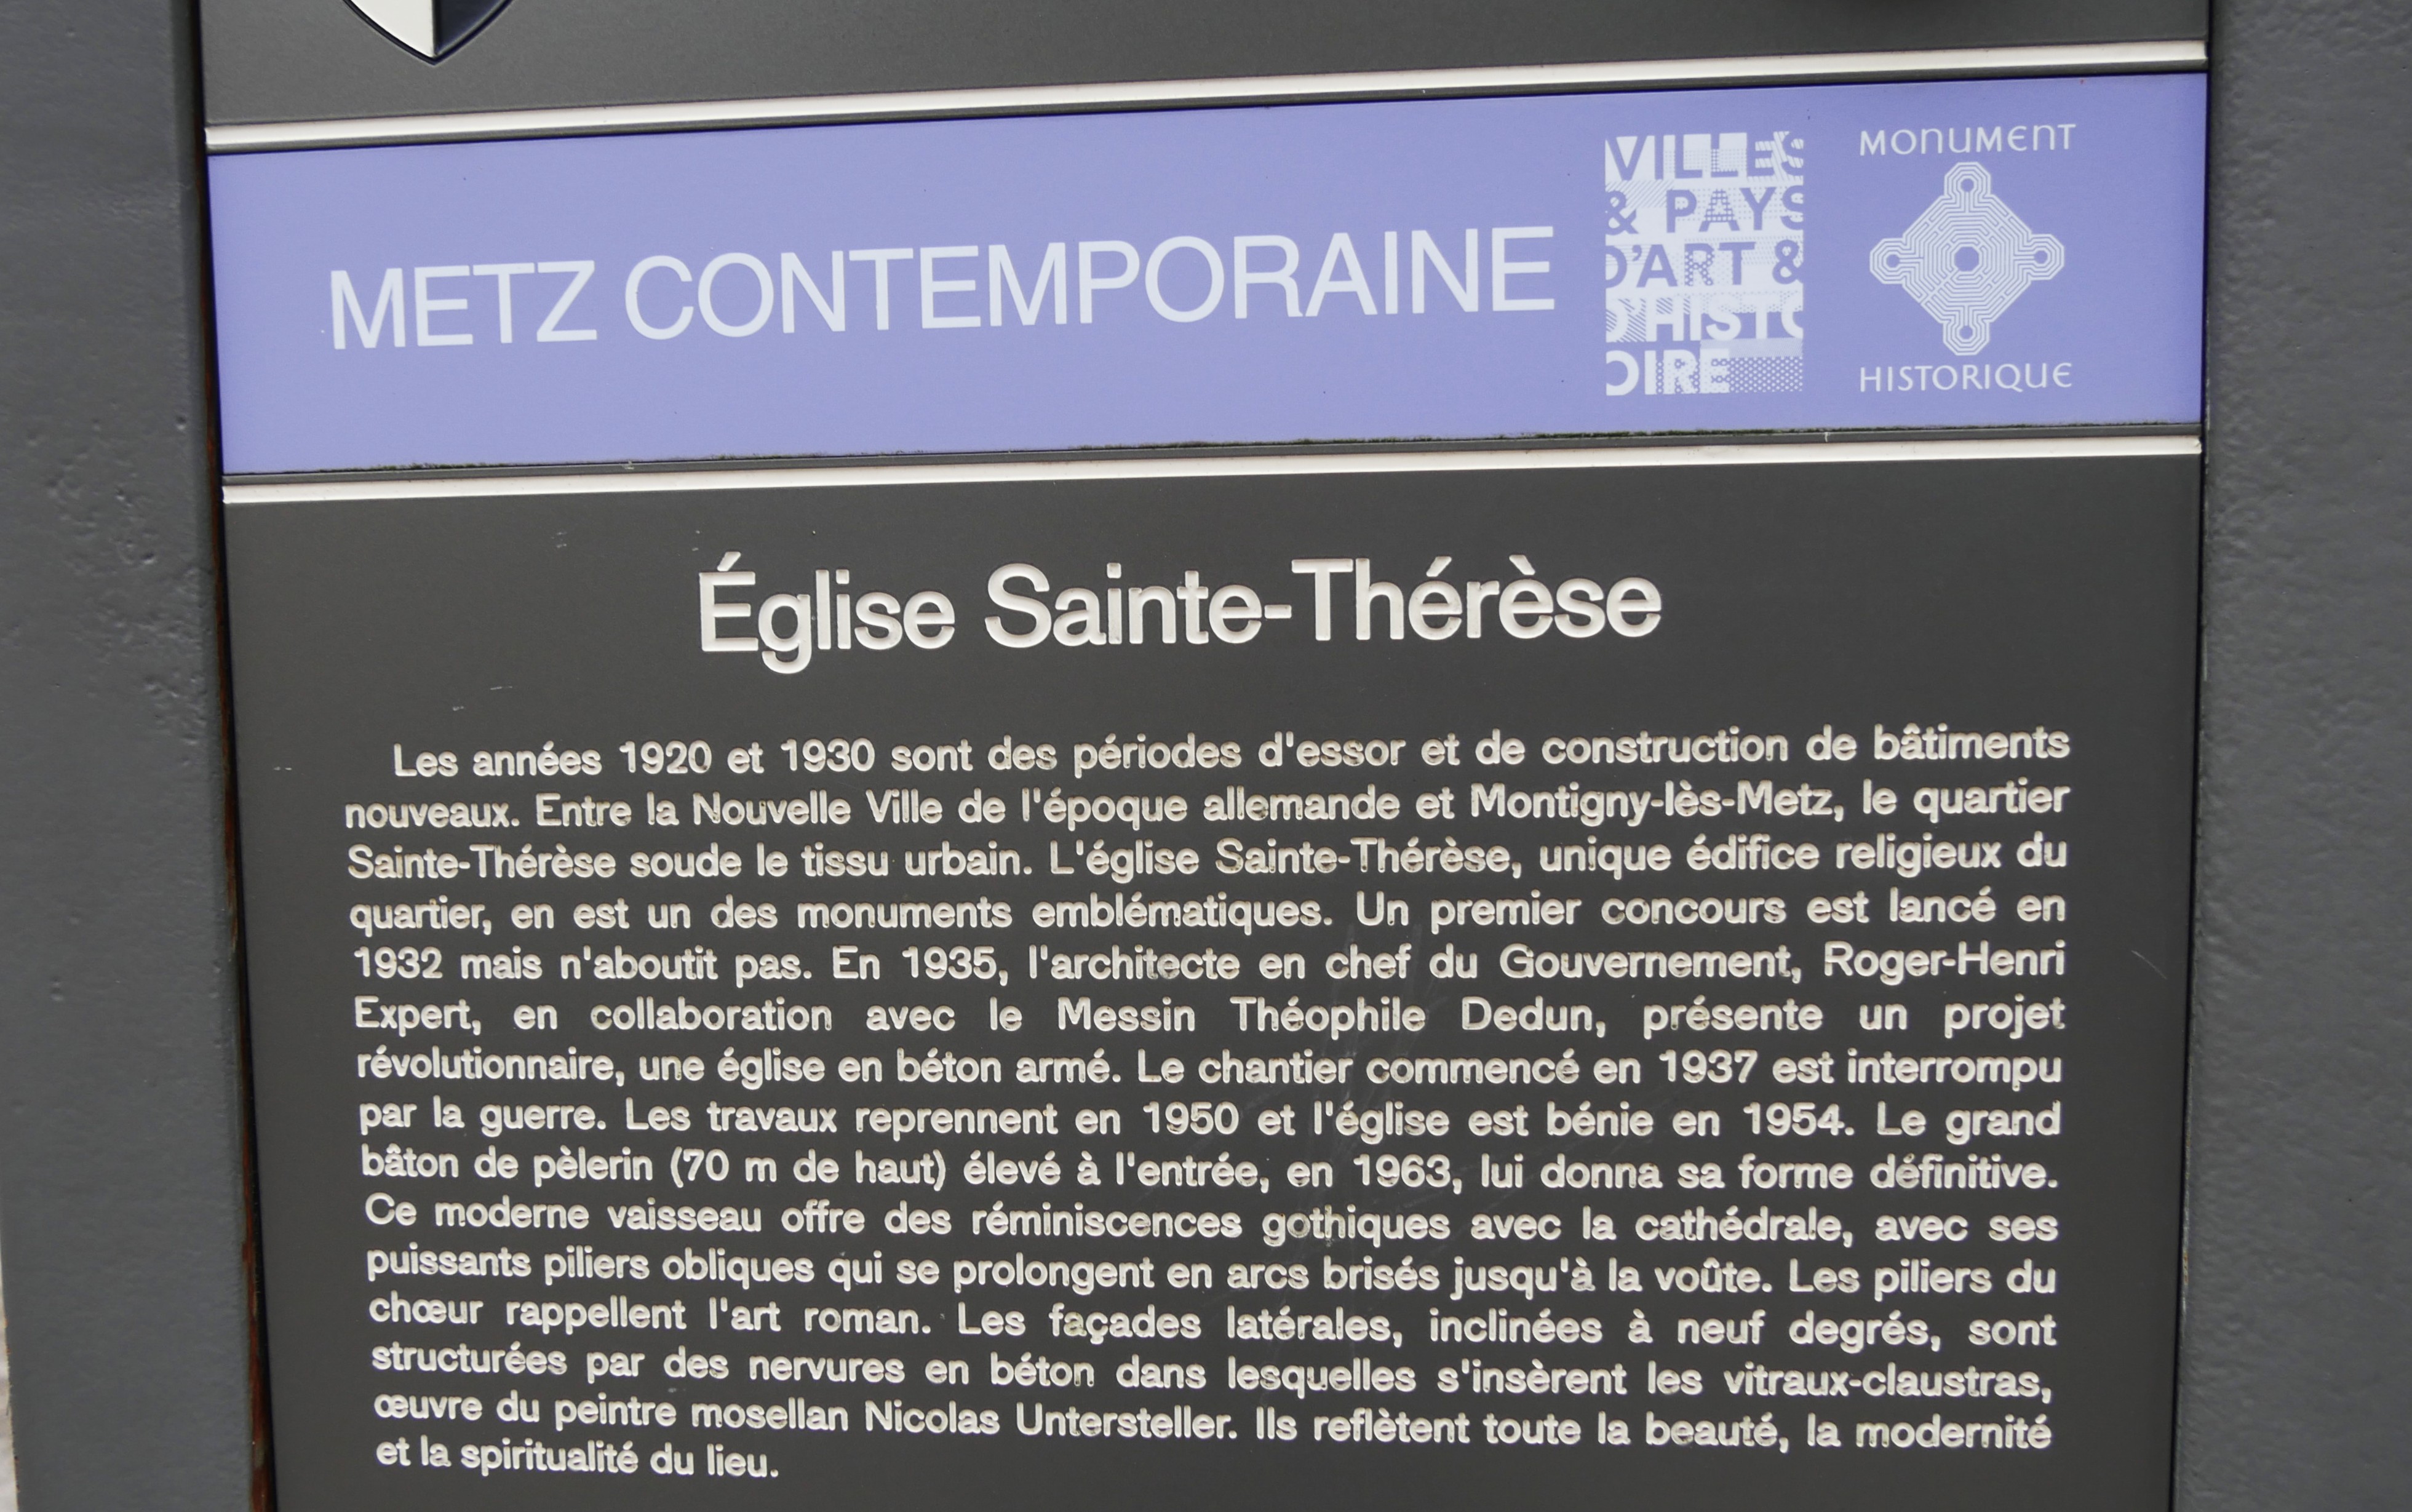 METZ CONTEMPORAINE
VILLES
& PAYS
D'ART &
D'HISTO
OIRE
MONUMENT
HISTORIQUE
Église Sainte-Thérèse
Les années 1920 et 1930 sont des périodes d'essor et de construction de bâtiments
nouveaux. Entre la Nouvelle Ville de l'époque allemande et Montigny-lès-Metz, le quartier
Sainte-Thérèse soude le tissu urbain. L'église Sainte-Thérèse, unique édifice religieux du
quartier, en est un des monuments emblématiques. Un premier concours est lancé en
1932 mais n'aboutit pas. En 1935, l'architecte en chef du Gouvernement, Roger-Henri
Expert, en collaboration avec le Messin Théophile Dedun, présente un projet
révolutionnaire, une église en béton armé. Le chantier commencé en 1937 est interrompu
par la guerre. Les travaux reprennent en 1950 et l'église est bénie en 1954. Le grand
bâton de pèlerin (70 m de haut) élevé à l'entrée, en 1963, lui donna sa forme définitive.
Ce moderne vaisseau offre des réminiscences gothiques avec la cathédrale, avec ses
puissants piliers obliques qui se prolongent en arcs brisés jusqu'à la voûte. Les piliers du
chœur rappellent l'art roman. Les façades latérales, inclinées à neuf degrés, sont
structurées par des nervures en béton dans lesquelles s'insèrent les vitraux-claustras,
œuvre du peintre mosellan Nicolas Untersteller. Ils reflètent toute la beauté, la modernité
et la spiritualité du lieu.